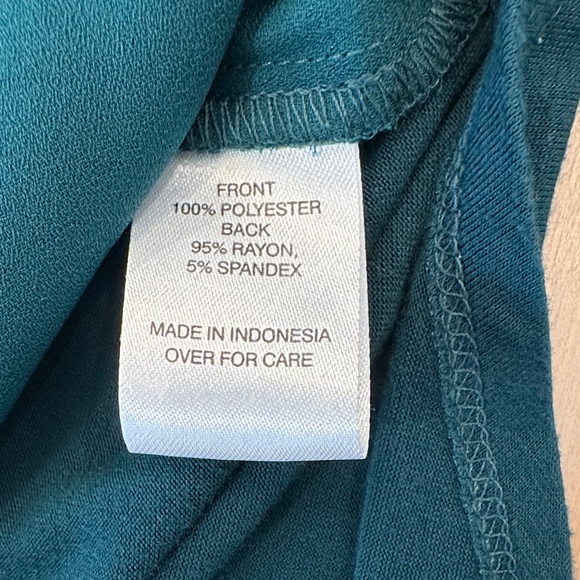 FRONT
100% POLYESTER
BACK
95% RAYON,
5% SPANDEX
MADE IN INDONESIA
OVER FOR CARE